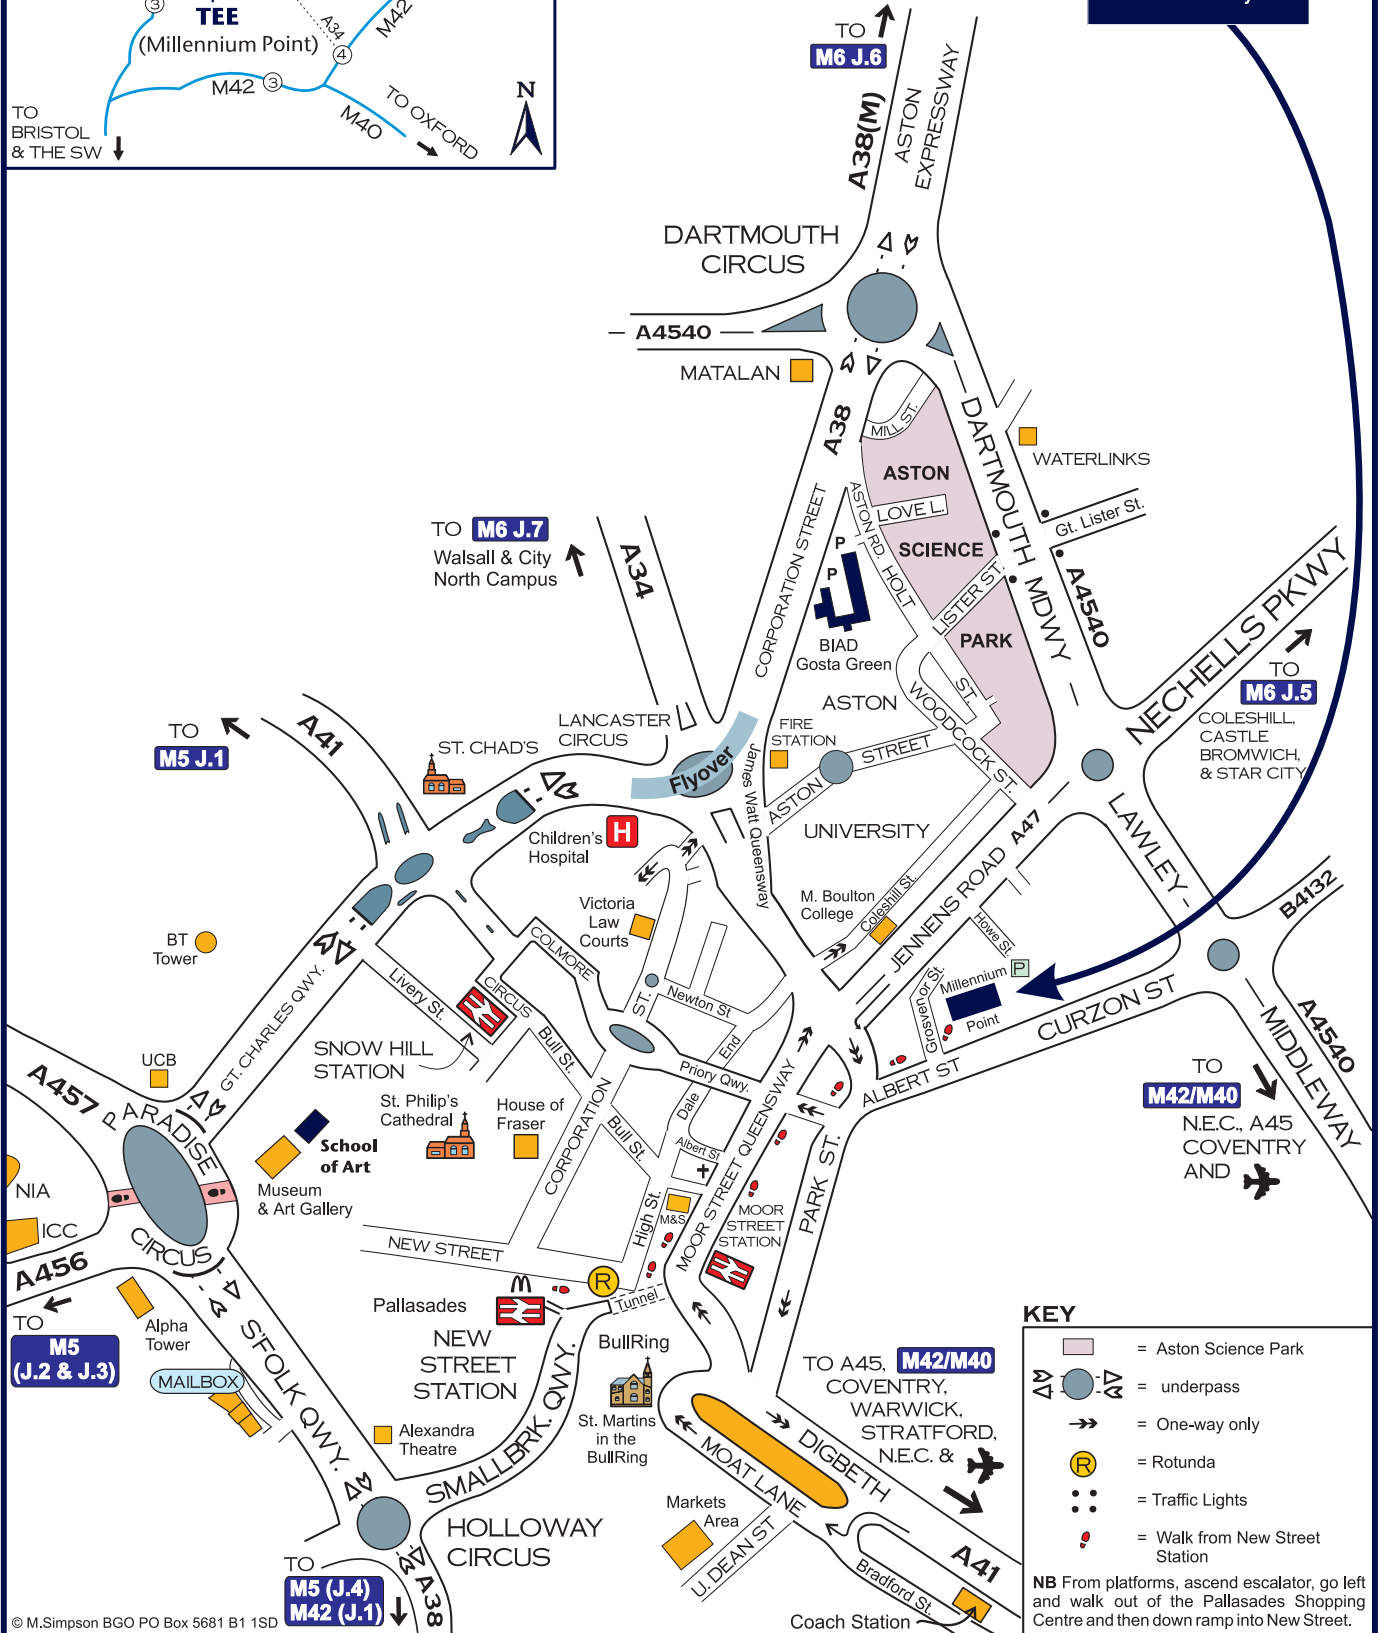 3
TEE
(Millennium Point)
A34
4
M42
M42
3
M40
TO OXFORD
TO
BRISTOL
& THE SW
N
TO
M6 J.6
A38(M)
ASTON
EXPRESSWAY
DARTMOUTH
CIRCUS
A4540
MATALAN
A38
MILL ST.
DARTMOUTH MDWY
WATERLINKS
ASTON
LOVE L.
SCIENCE
LISTER ST.
PARK
Gt. Lister St.
A4540
ASTON RD.
HOLT
ST.
CORPORATION STREET
P
P
BIAD
Gosta Green
TO M6 J.7
Walsall & City
North Campus
A34
NECHELLS PKWY
TO
M6 J.5
COLESHILL,
CASTLE
BROMWICH,
& STAR CITY
ASTON
WOODCOCK ST.
LANCASTER
CIRCUS
FIRE
STATION
STREET
ASTON
Flyover
James Watt Queensway
UNIVERSITY
TO
M5 J.1
A41
ST. CHAD'S
Children's
Hospital
H
Victoria
Law
Courts
M. Boulton
College
Coleshill St.
JENNENS ROAD
A47
LAWLEY
B4132
Howe St.
Millennium
P
Point
Grosvenor St.
CURZON ST
ALBERT ST
MIDDLEWAY
A4540
TO
M42/M40
N.E.C., A45
COVENTRY
AND
BT
Tower
COLMORE
CIRCUS
Livery St.
GT. CHARLES QWY.
SNOW HILL
STATION
Bull St.
ST.
Newton St
End
Priory Qwy.
Dale
CORPORATION
Bull St.
Albert St
UCB
A457
PARADISE
CIRCUS
School
of Art
Museum
& Art Gallery
St. Philip's
Cathedral
House of
Fraser
NIA
ICC
A456
TO
M5
(J.2 & J.3)
Alpha
Tower
MAILBOX
S'FOLK QWY.
NEW STREET
High St.
M&S
MOOR STREET QUEENSWAY
MOOR
STREET
STATION
PARK ST.
R
Tunnel
Pallasades
NEW
STREET
STATION
BullRing
St. Martins
in the
BullRing
Alexandra
Theatre
SMALLBRK. QWY.
HOLLOWAY
CIRCUS
TO
M5 (J.4)
M42 (J.1)
A38
TO A45, M42/M40
COVENTRY,
WARWICK,
STRATFORD,
N.E.C. &
DIGBETH
MOAT LANE
Markets
Area
U. DEAN ST
Bradford St.
A41
Coach Station
KEY
= Aston Science Park
= underpass
= One-way only
R = Rotunda
= Traffic Lights
= Walk from New Street
Station
NB From platforms, ascend escalator, go left
and walk out of the Pallasades Shopping
Centre and then down ramp into New Street.
© M.Simpson BGO PO Box 5681 B1 1SD